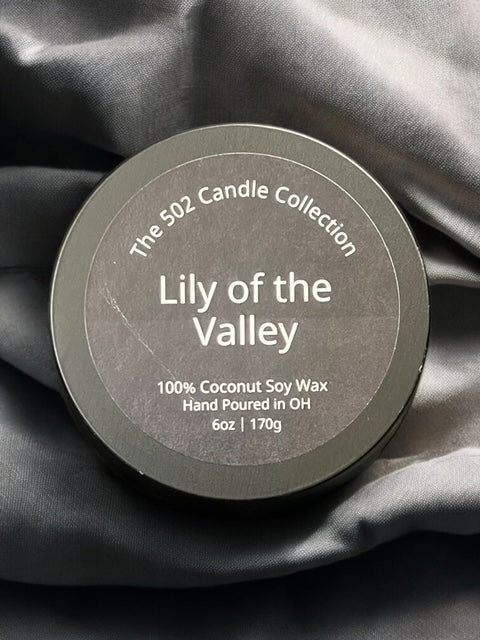 The 502 Candle Collection
Lily of the
Valley
100% Coconut Soy Wax
Hand Poured in OH
6oz | 170g